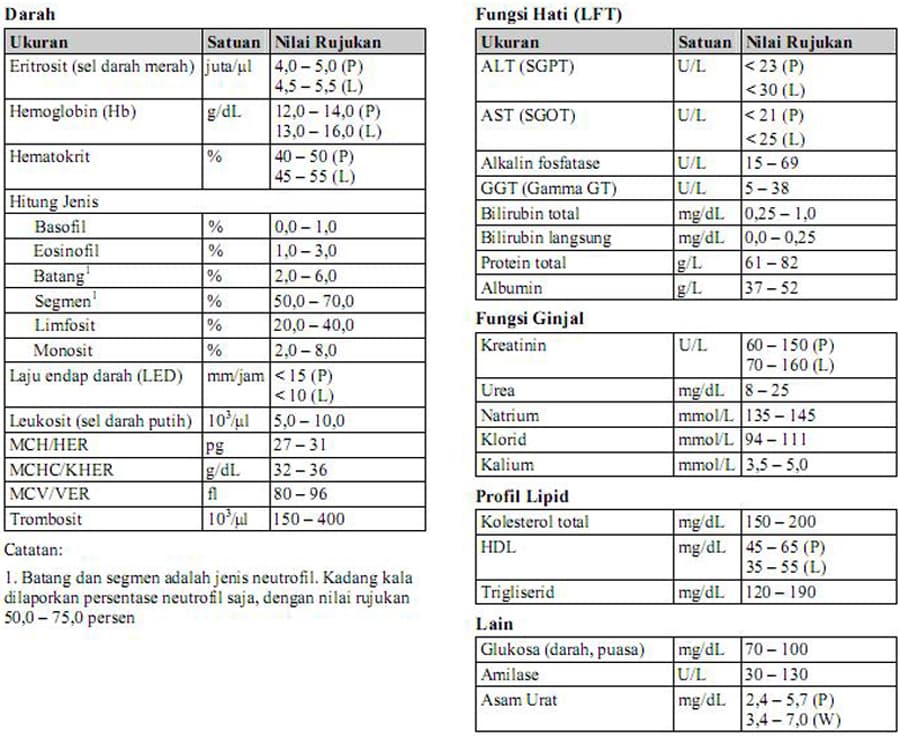 Darah
Ukuran Satuan Nilai Rujukan
Eritrosit (sel darah merah) juta/µl 4,0 – 5,0 (P)
4,5 – 5,5 (L)
Hemoglobin (Hb) g/dL 12,0 – 14,0 (P)
13,0 – 16,0 (L)
Hematokrit % 40 – 50 (P)
45 – 55 (L)
Hitung Jenis
Basofil % 0,0 – 1,0
Eosinofil % 1,0 – 3,0
Batang¹ % 2,0 – 6,0
Segmen¹ % 50,0 – 70,0
Limfosit % 20,0 – 40,0
Monosit % 2,0 – 8,0
Laju endap darah (LED) mm/jam < 15 (P)
< 10 (L)
Leukosit (sel darah putih) 10³/µl 5,0 – 10,0
MCH/HER pg 27 – 31
MCHC/KHER g/dL 32 – 36
MCV/VER fl 80 – 96
Trombosit 10³/µl 150 – 400
Catatan:
1. Batang dan segmen adalah jenis neutrofil. Kadang kala
dilaporkan persentase neutrofil saja, dengan nilai rujukan
50,0 – 75,0 persen
Fungsi Hati (LFT)
Ukuran Satuan Nilai Rujukan
ALT (SGPT) U/L < 23 (P)
< 30 (L)
AST (SGOT) U/L < 21 (P)
< 25 (L)
Alkalin fosfatase U/L 15 – 69
GGT (Gamma GT) U/L 5 – 38
Bilirubin total mg/dL 0,25 – 1,0
Bilirubin langsung mg/dL 0,0 – 0,25
Protein total g/L 61 – 82
Albumin g/L 37 – 52
Fungsi Ginjal
Kreatinin U/L 60 – 150 (P)
70 – 160 (L)
Urea mg/dL 8 – 25
Natrium mmol/L 135 – 145
Klorid mmol/L 94 – 111
Kalium mmol/L 3,5 – 5,0
Profil Lipid
Kolesterol total mg/dL 150 – 200
HDL mg/dL 45 – 65 (P)
35 – 55 (L)
Trigliserid mg/dL 120 – 190
Lain
Glukosa (darah, puasa) mg/dL 70 – 100
Amilase U/L 30 – 130
Asam Urat mg/dL 2,4 – 5,7 (P)
3,4 – 7,0 (W)